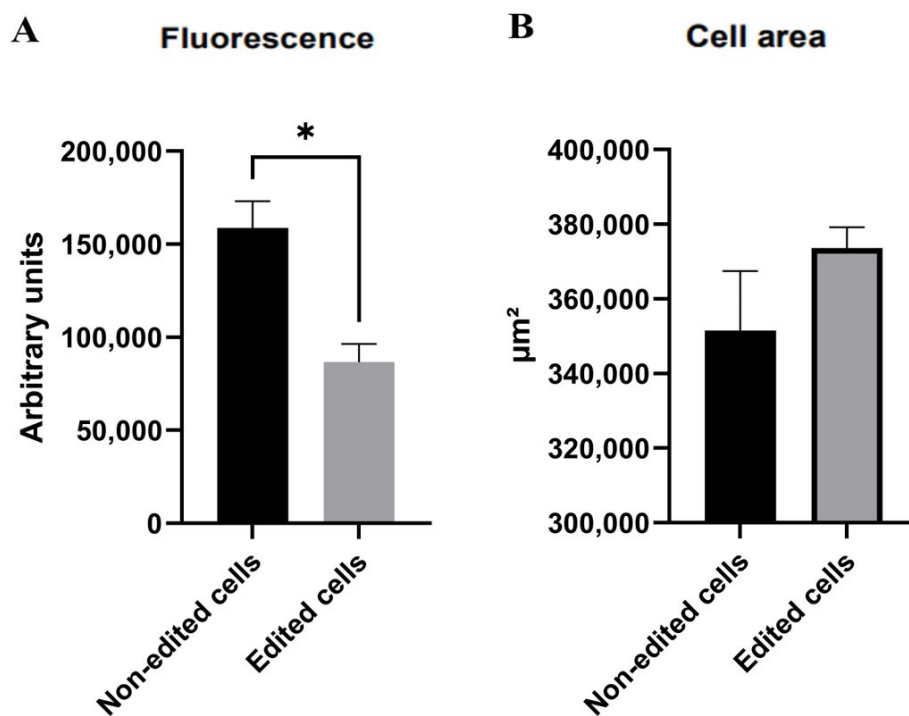 A
Fluorescence
*
200,000
150,000
100,000
50,000
0
Arbitrary units
Non-edited cells
Edited cells
B
Cell area
400,000
380,000
360,000
340,000
320,000
300,000
µm²
Non-edited cells
Edited cells